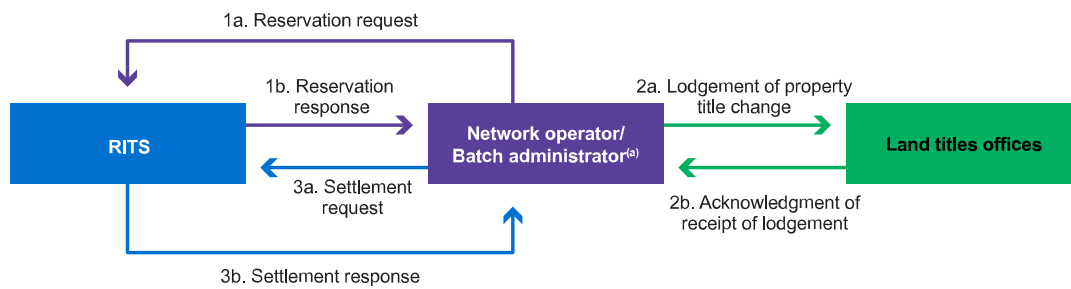 1a. Reservation request
1b. Reservation
response
2a. Lodgement of property
title change
RITS
Network operator/
Batch administrator(a)
Land titles offices
3a. Settlement
request
2b. Acknowledgment of
receipt of lodgement
3b. Settlement response